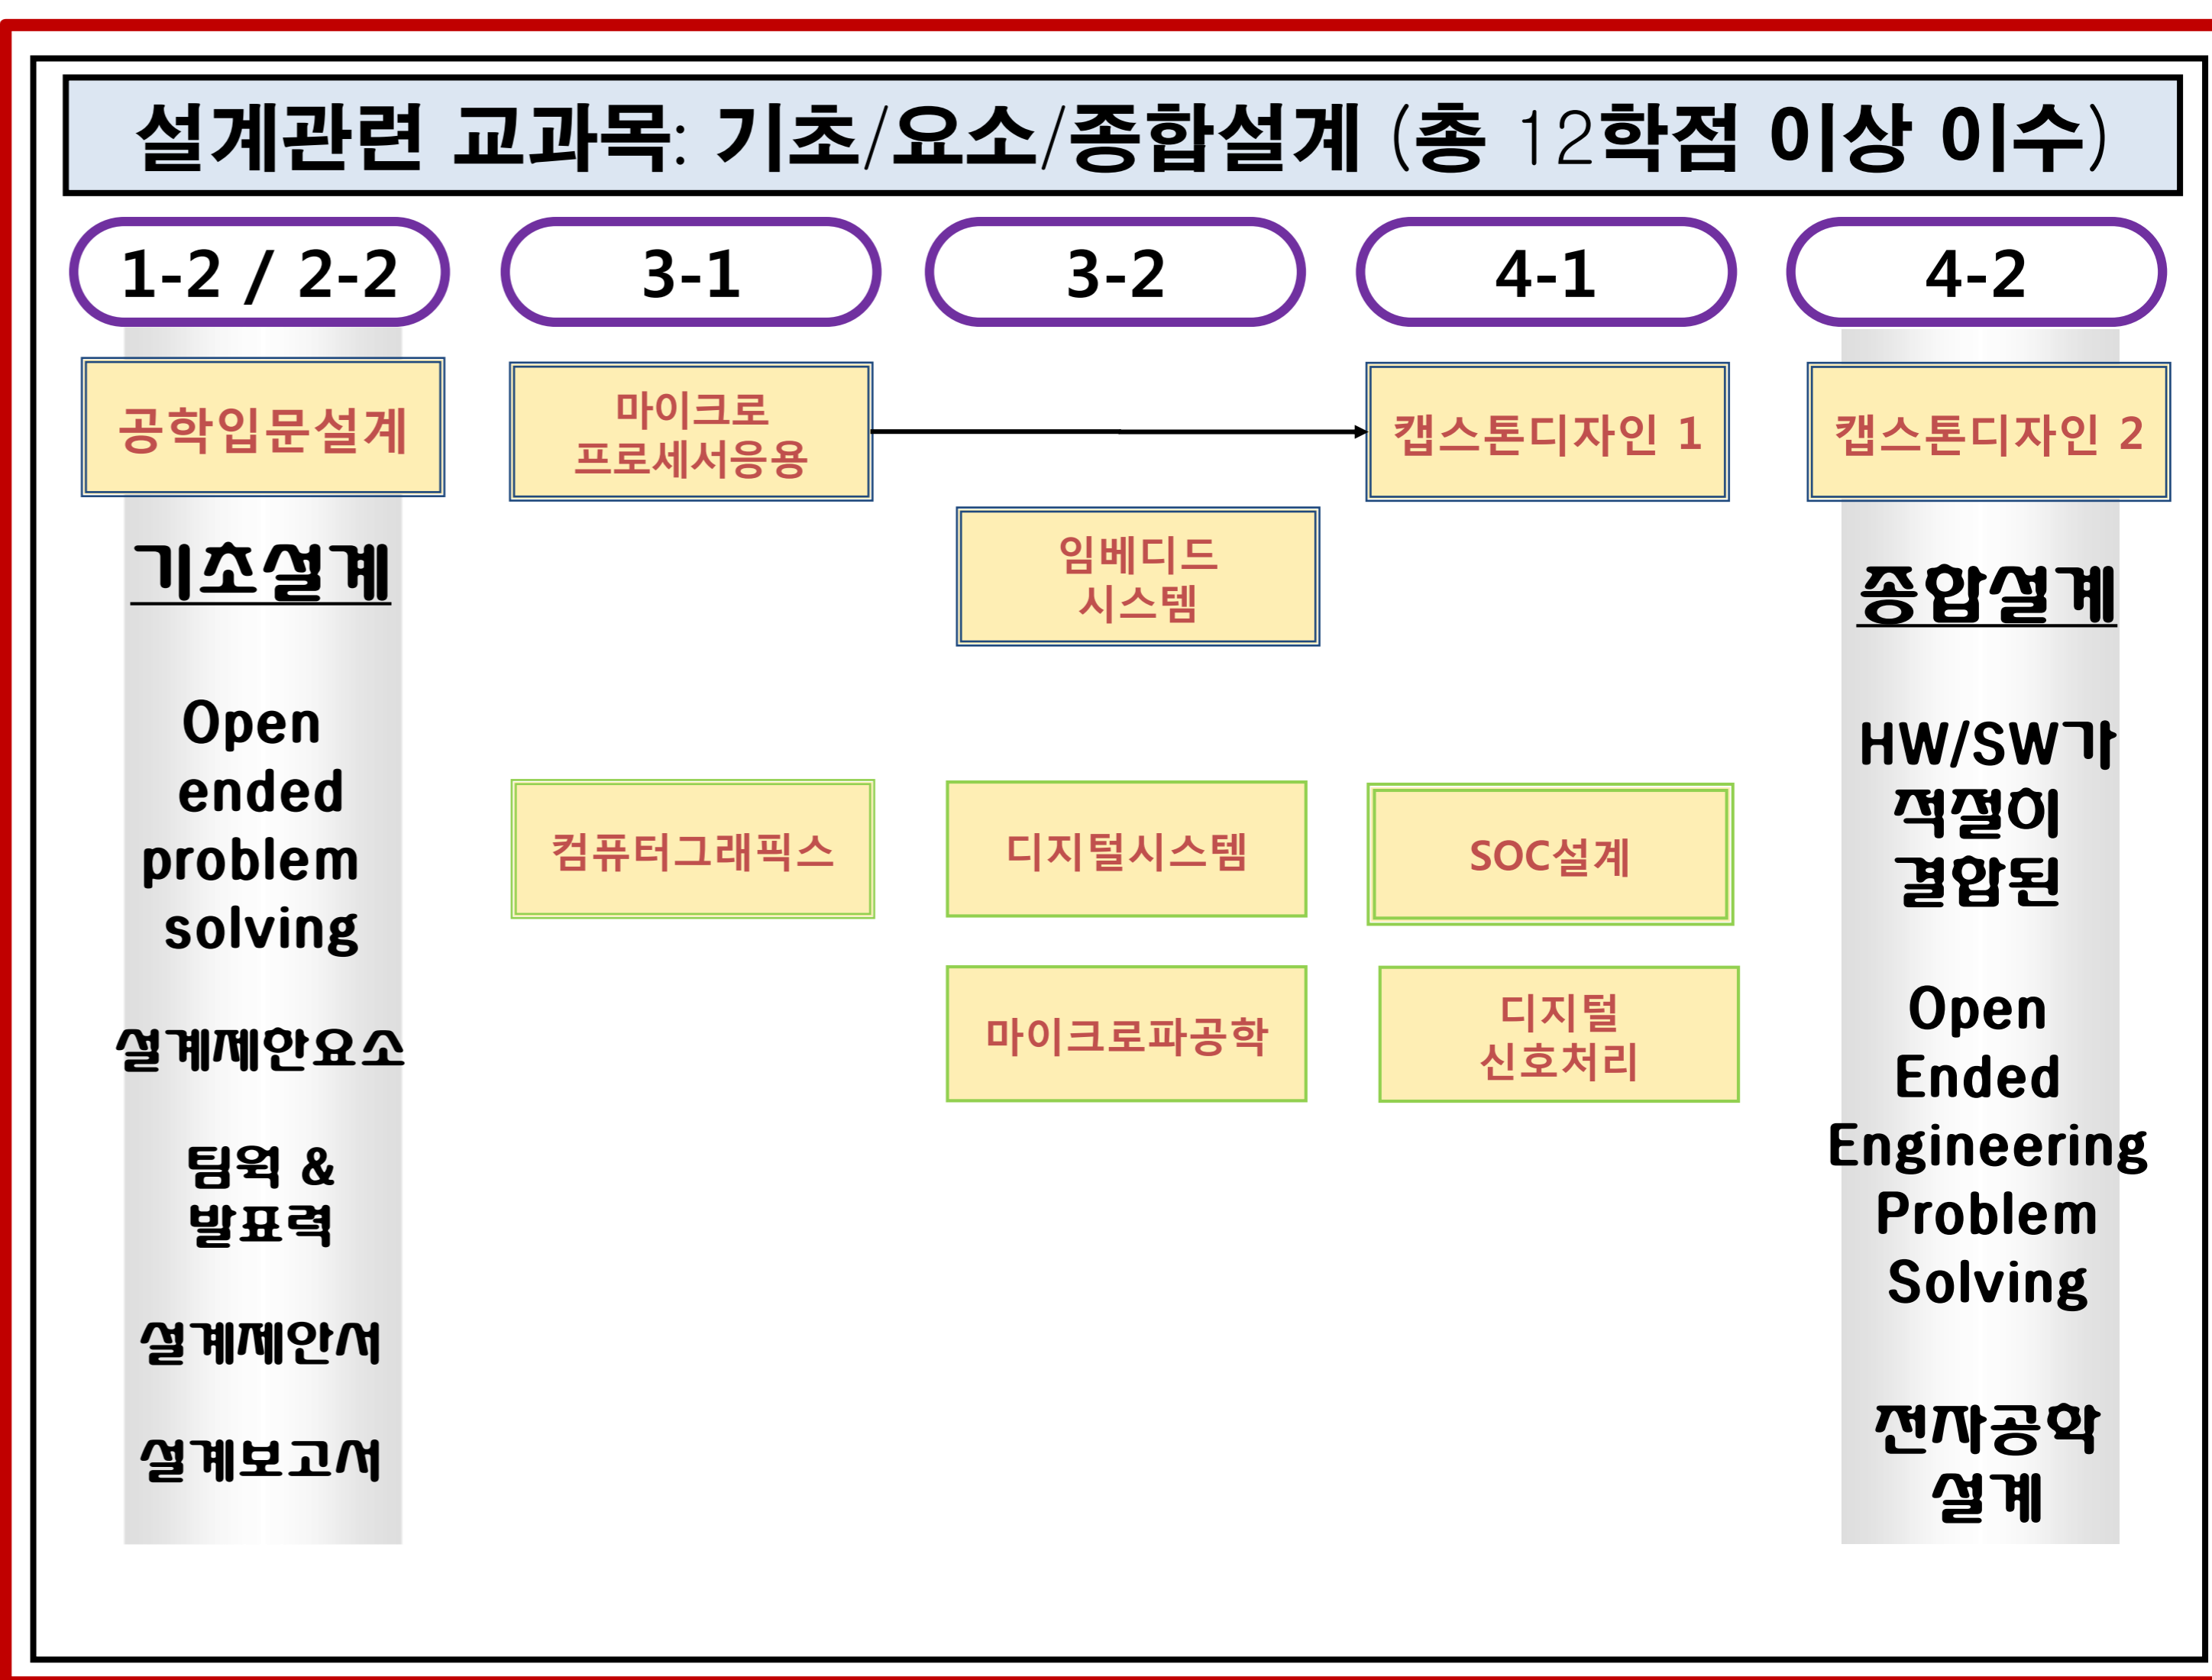 설계관련 교과목: 기초/요소/종합설계 (총 12학점 이상 이수)
1-2 / 2-2
3-1
3-2
4-1
4-2
공학입문설계
마이크로
프로세서응용
캡스톤디자인 1
캡스톤디자인 2
임베디드
시스템
기초설계
종합설계
Open
ended
problem
solving
HW/SW가
적절이
결합된
컴퓨터그래픽스
디지털시스템
SOC설계
마이크로파공학
디지털
신호처리
설계제한요소
팀웍 &
발표력
설계제안서
설계보고서
Open
Ended
Engineering
Problem
Solving
전자공학
설계